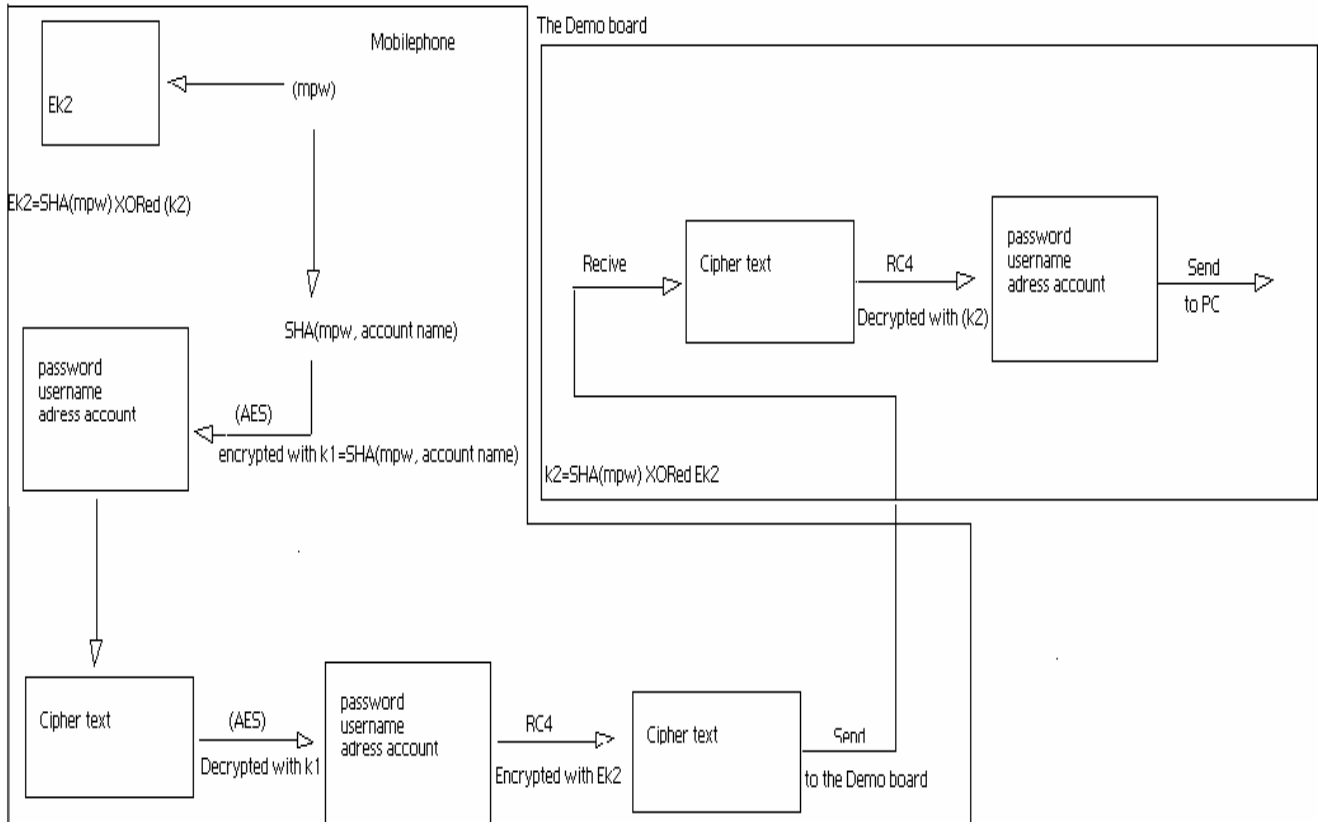 The Demo board
Mobilephone
Ek2
(mpw)
Ek2=SHA(mpw) XORed (k2)
SHA(mpw, account name)
password
username
adress account
(AES)
encrypted with k1=SHA(mpw, account name)
Cipher text
(AES)
Decrypted with k1
password
username
adress account
RC4
Encrypted with Ek2
Cipher text
Send
to the Demo board
Recive
Cipher text
RC4
Decrypted with (k2)
password
username
adress account
Send
to PC
k2=SHA(mpw) XORed Ek2